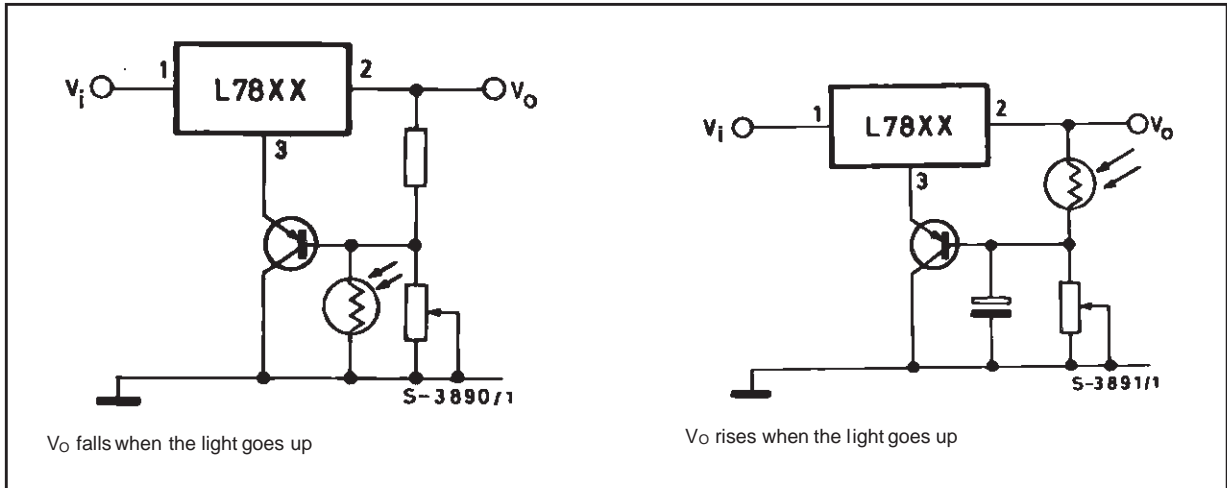 1
L78XX
2
Vi
Vo
3
S-3890/1
VO falls when the light goes up
1
L78XX
2
Vi
Vo
3
S-3891/1
VO rises when the light goes up